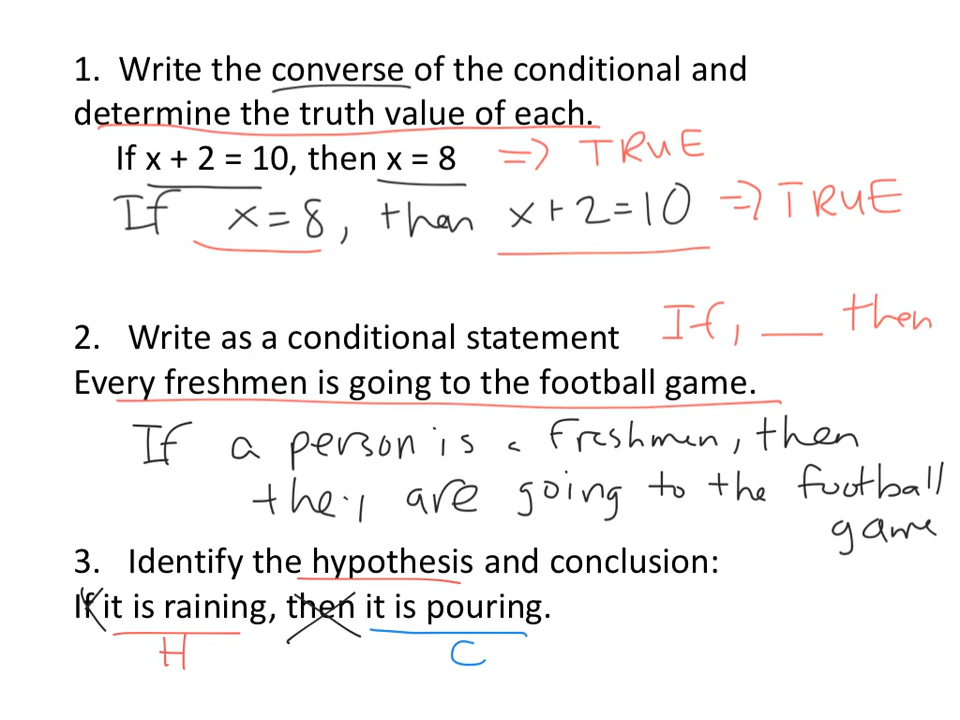 1. Write the converse of the conditional and
determine the truth value of each.
If x + 2 = 10, then x = 8 => TRUE
If x = 8, then x + 2 = 10 => TRUE
2. Write as a conditional statement If, __ then
Every freshmen is going to the football game.
If a person is a freshmen, then
they are going to the football
game
3. Identify the hypothesis and conclusion:
If it is raining, then it is pouring.
H C